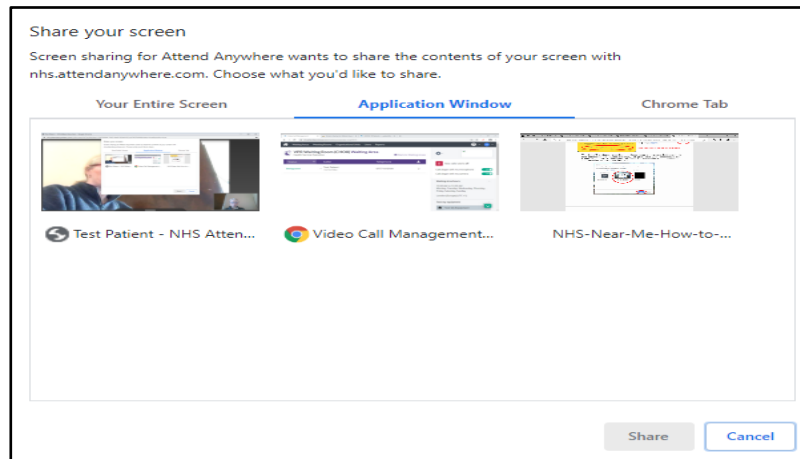 Share your screen
Screen sharing for Attend Anywhere wants to share the contents of your screen with
nhs.attendanywhere.com. Choose what you'd like to share.
Your Entire Screen
Application Window
Chrome Tab
Test Patient - NHS Atten...
Video Call Management...
NHS-Near-Me-How-to-...
Share
Cancel